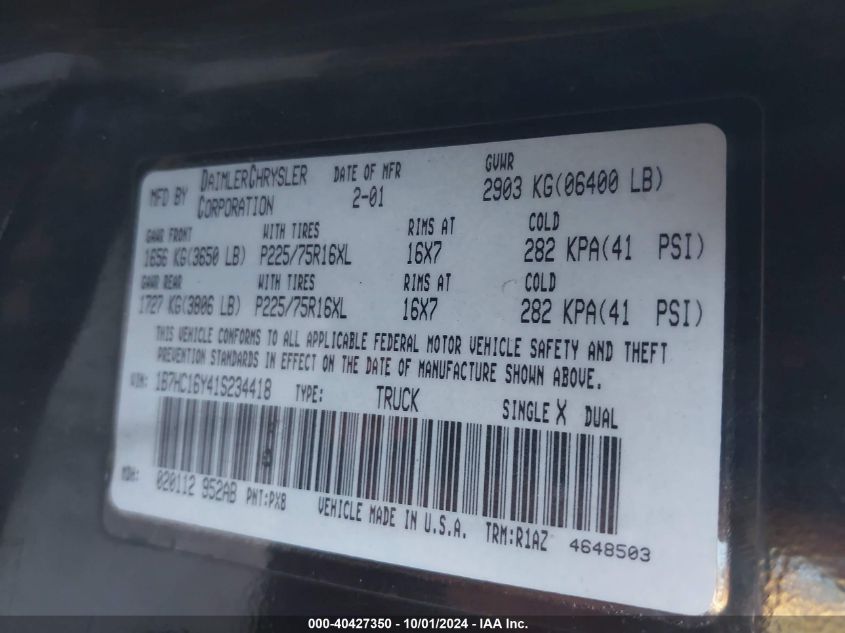 MFD BY DAIMLERCHRYSLER CORPORATION DATE OF MFR 2-01 GVWR 2903 KG(06400 LB)
GAWR FRONT WITH TIRES RIMS AT COLD
1656 KG(3650 LB) P225/75R16XL 16X7 282 KPA(41 PSI)
GAWR REAR WITH TIRES RIMS AT COLD
1727 KG(3806 LB) P225/75R16XL 16X7 282 KPA(41 PSI)
THIS VEHICLE CONFORMS TO ALL APPLICABLE FEDERAL MOTOR VEHICLE SAFETY AND THEFT
PREVENTION STANDARDS IN EFFECT ON THE DATE OF MANUFACTURE SHOWN ABOVE.
VIN: 1B7HC16Y41S234418 TYPE: TRUCK SINGLE X DUAL
MDH: 020112 952AB PNT:PX8 VEHICLE MADE IN U.S.A. TRM:R1AZ 4648503
000-40427350 - 10/01/2024 - IAA Inc.